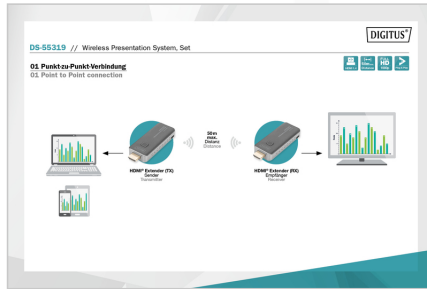 DIGITUS®
DS-55319 // Wireless Presentation System, Set
01 Punkt-zu-Punkt-Verbindung
01 Point to Point connection
HD
50 m
max.
Distanz
Distance
HDMI® Extender (TX)
Sender
Transmitter
HDMI® Extender (RX)
Empfänger
Receiver